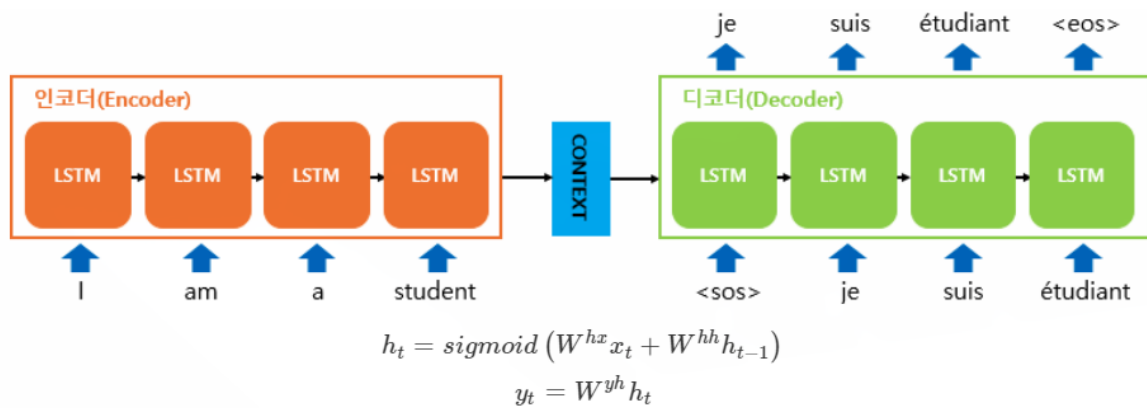 je suis étudiant <eos>
인코더(Encoder)
LSTM LSTM LSTM LSTM
I am a student
CONTEXT
디코더(Decoder)
LSTM LSTM LSTM LSTM
<sos> je suis étudiant
h_t = sigmoid (W^{hx} x_t + W^{hh} h_{t-1})
y_t = W^{yh} h_t